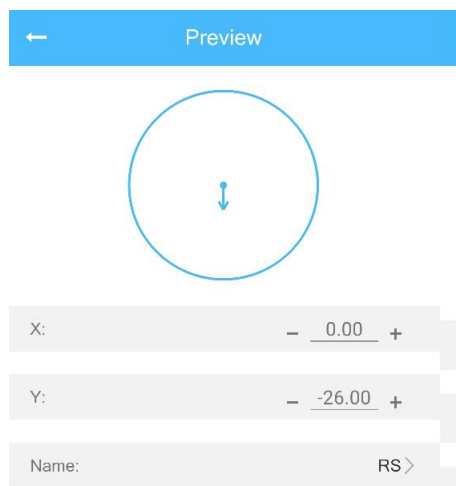 Preview
X: − 0.00 +
Y: − -26.00 +
Name: RS